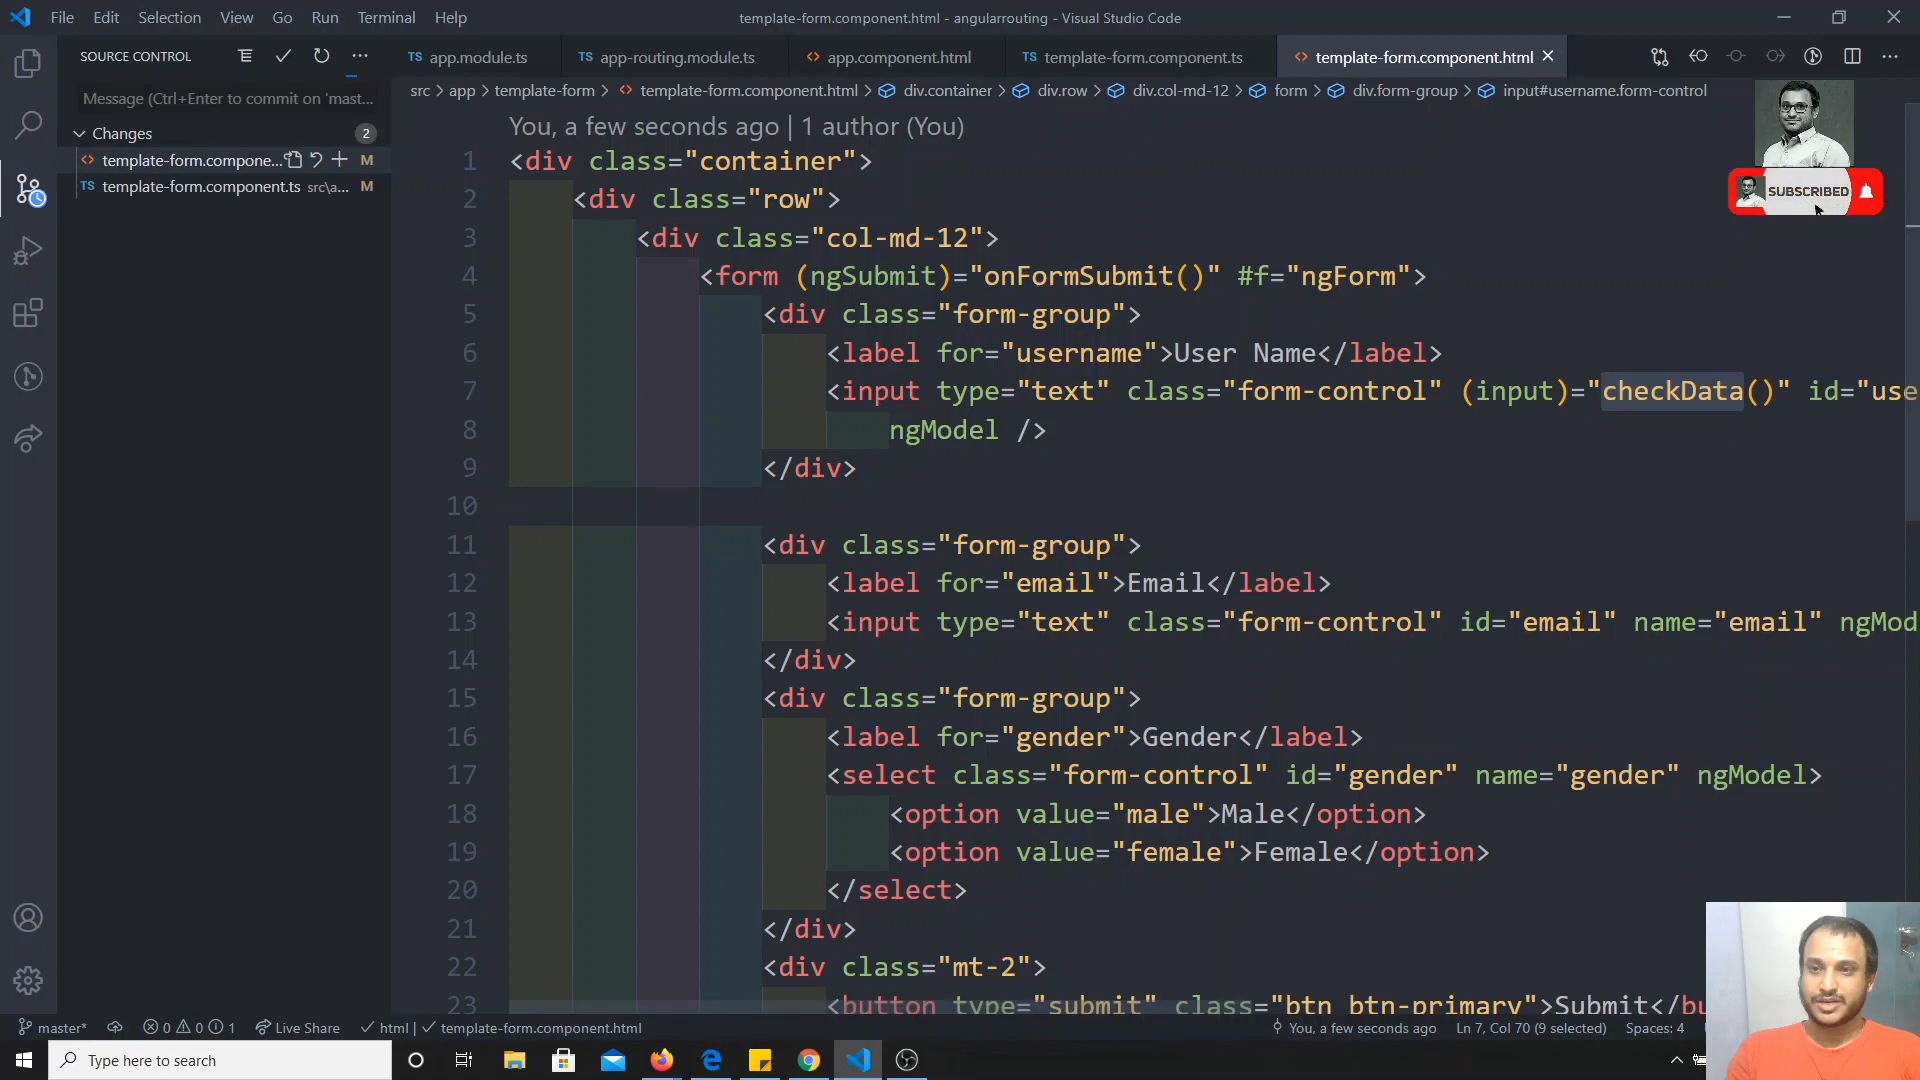 File Edit Selection View Go Run Terminal Help
template-form.component.html - angularrouting - Visual Studio Code
SOURCE CONTROL
TS app.module.ts
TS app-routing.module.ts
<> app.component.html
TS template-form.component.ts
<> template-form.component.html
Message (Ctrl+Enter to commit on 'mast...
src > app > template-form > <> template-form.component.html > div.container > div.row > div.col-md-12 > form > div.form-group > input#username.form-control
Changes 2
<> template-form.compone... M
TS template-form.component.ts src\a... M
SUBSCRIBED
You, a few seconds ago | 1 author (You)
1 <div class="container">
2 <div class="row">
3 <div class="col-md-12">
4 <form (ngSubmit)="onFormSubmit()" #f="ngForm">
5 <div class="form-group">
6 <label for="username">User Name</label>
7 <input type="text" class="form-control" (input)="checkData()" id="use
8 ngModel />
9 </div>
10
11 <div class="form-group">
12 <label for="email">Email</label>
13 <input type="text" class="form-control" id="email" name="email" ngMod
14 </div>
15 <div class="form-group">
16 <label for="gender">Gender</label>
17 <select class="form-control" id="gender" name="gender" ngModel>
18 <option value="male">Male</option>
19 <option value="female">Female</option>
20 </select>
21 </div>
22 <div class="mt-2">
23 <button type="submit" class="btn btn-primary">Submit</bu
master* 0 0 1 Live Share html | template-form.component.html
You, a few seconds ago Ln 7, Col 70 (9 selected) Spaces: 4
Type here to search